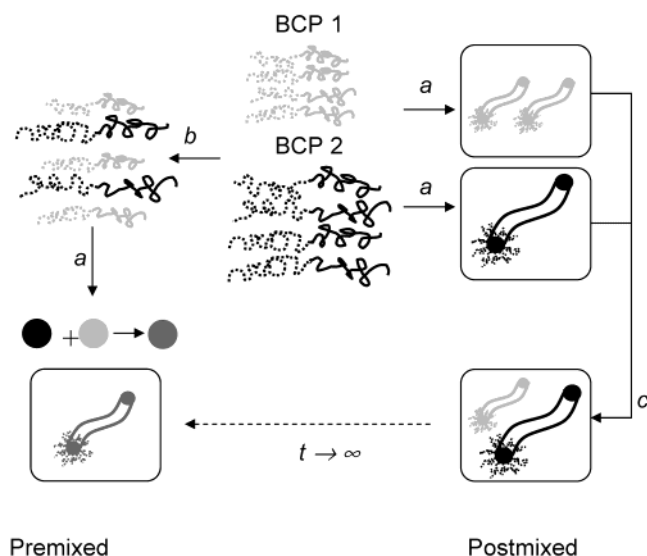 BCP 1
a
b
BCP 2
a
a
+
c
t → ∞
Premixed
Postmixed